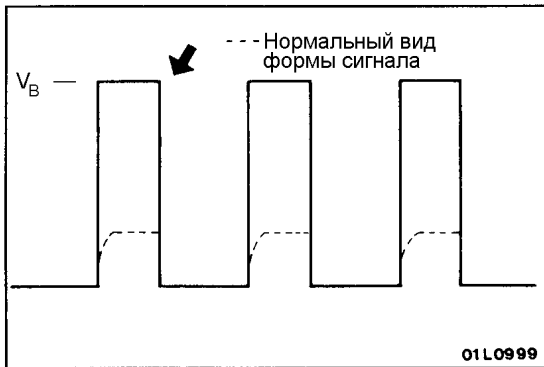 ---- Нормальный вид
формы сигнала
V_B —
01L0999